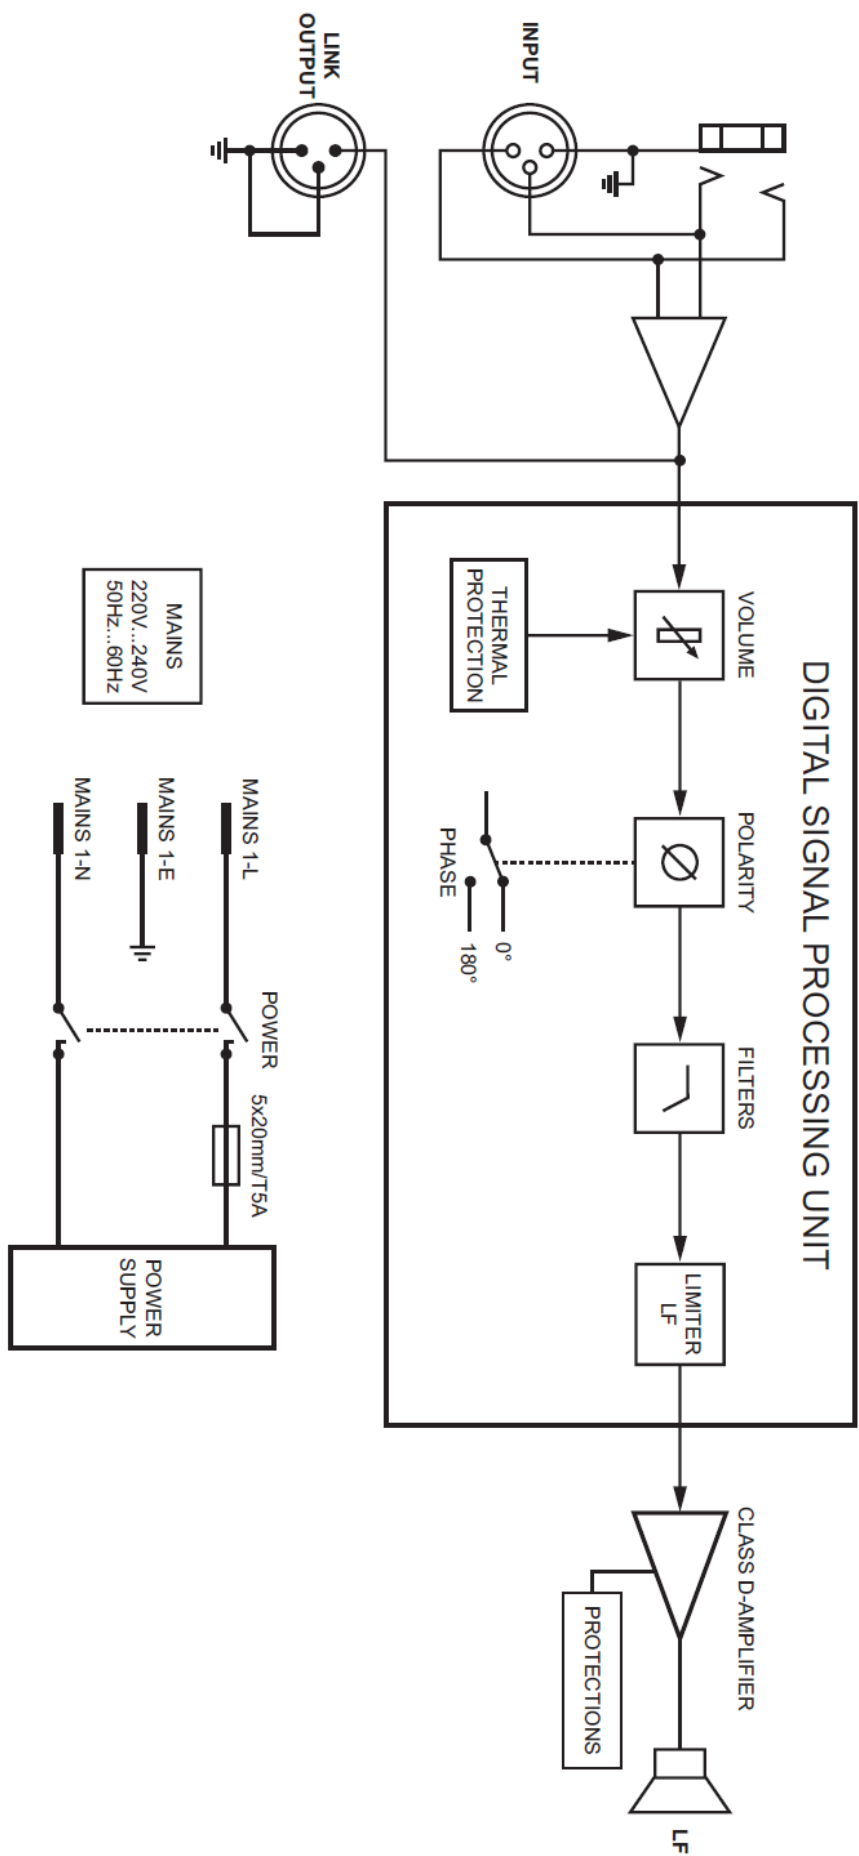 DIGITAL SIGNAL PROCESSING UNIT
INPUT
LINK
OUTPUT
VOLUME
POLARITY
FILTERS
LIMITER
LF
CLASS D-AMPLIFIER
LF
THERMAL
PROTECTION
PHASE
0°
180°
PROTECTIONS
MAINS
220V...240V
50Hz...60Hz
MAINS 1-L
MAINS 1-E
MAINS 1-N
POWER
5x20mm/T5A
POWER
SUPPLY